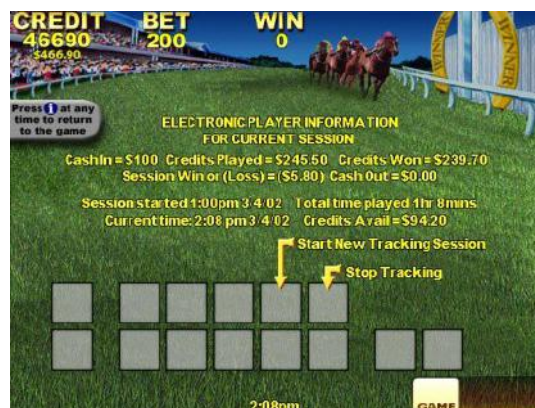 CREDIT BET WIN
46690 200 0
$466.90
WINNER
WINNER
Press i at any
time to return
to the game
ELECTRONIC PLAYER INFORMATION
FOR CURRENT SESSION
CashIn = $100 Credits Played = $245.50 Credits Won = $239.70
Session Win or (Loss) = ($5.80) Cash Out = $0.00
Session started 1:00pm 3/4/02 Total time played 1hr 8mins
Current time: 2:08 pm 3/4/02 Credits Avail = $94.20
Start New Tracking Session
Stop Tracking
2:08pm
GAME